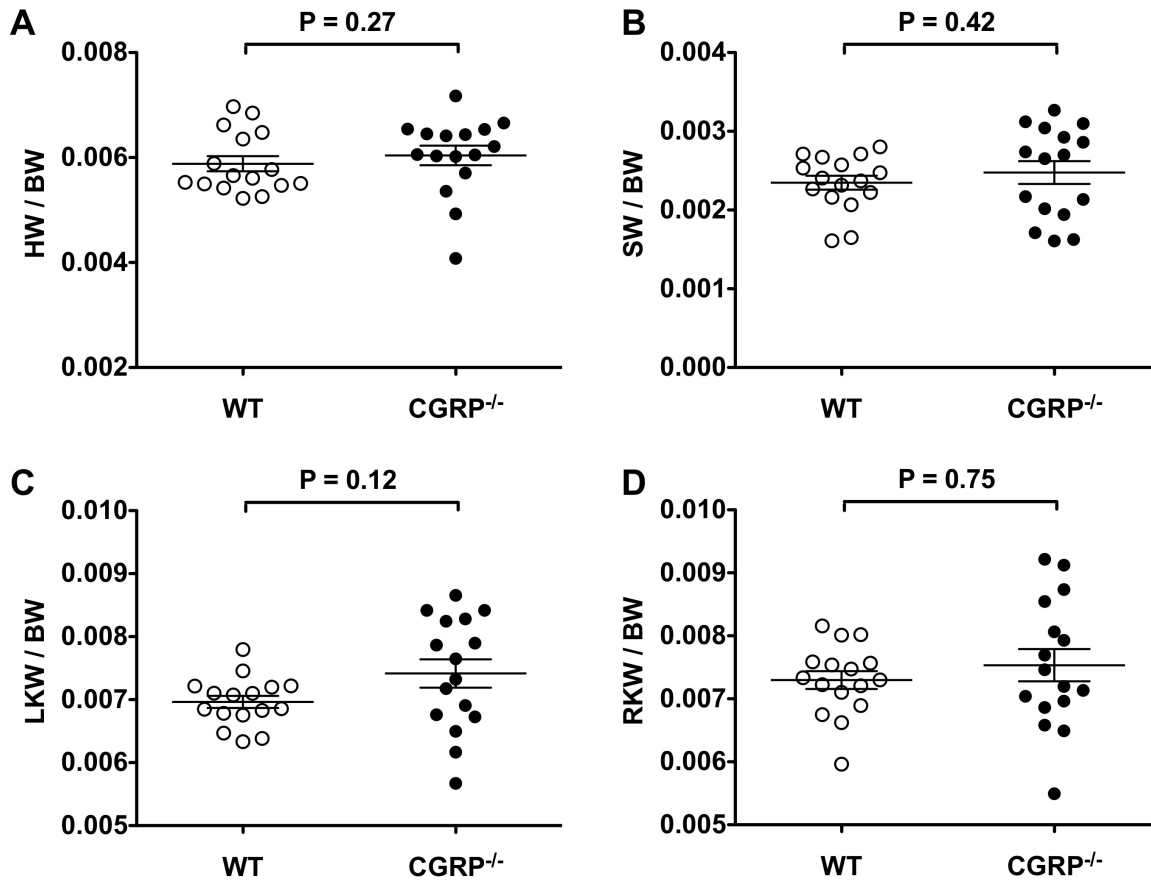 A
P = 0.27
0.008
0.006
0.004
0.002
HW / BW
WT
CGRP-/-
B
P = 0.42
0.004
0.003
0.002
0.001
0.000
SW / BW
WT
CGRP-/-
C
P = 0.12
0.010
0.009
0.008
0.007
0.006
0.005
LKW / BW
WT
CGRP-/-
D
P = 0.75
0.010
0.009
0.008
0.007
0.006
0.005
RKW / BW
WT
CGRP-/-